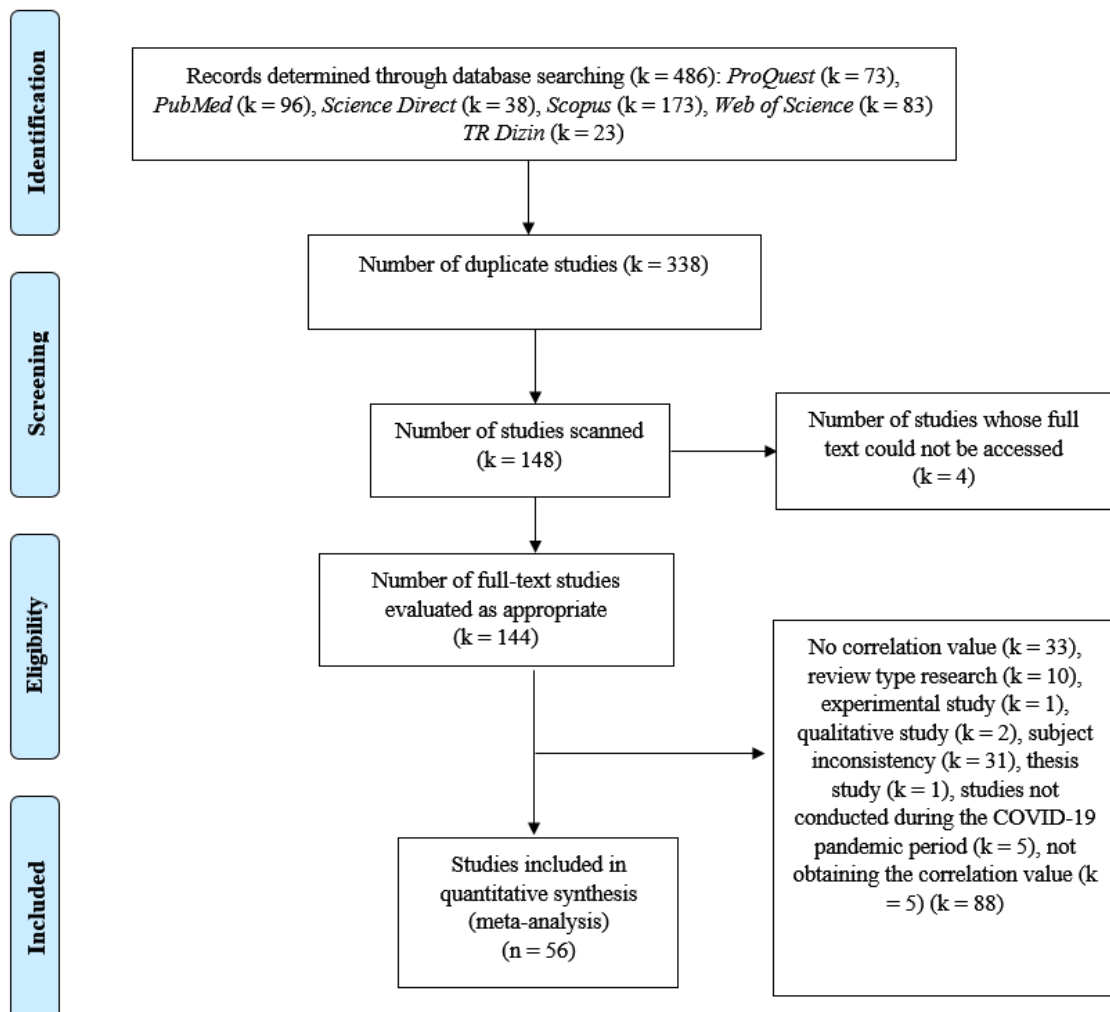 Identification
Records determined through database searching (k = 486): ProQuest (k = 73),
PubMed (k = 96), Science Direct (k = 38), Scopus (k = 173), Web of Science (k = 83)
TR Dizin (k = 23)
Number of duplicate studies (k = 338)
Screening
Number of studies scanned
(k = 148)
Number of studies whose full
text could not be accessed
(k = 4)
Eligibility
Number of full-text studies
evaluated as appropriate
(k = 144)
No correlation value (k = 33),
review type research (k = 10),
experimental study (k = 1),
qualitative study (k = 2), subject
inconsistency (k = 31), thesis
study (k = 1), studies not
conducted during the COVID-19
pandemic period (k = 5), not
obtaining the correlation value (k
= 5) (k = 88)
Included
Studies included in
quantitative synthesis
(meta-analysis)
(n = 56)